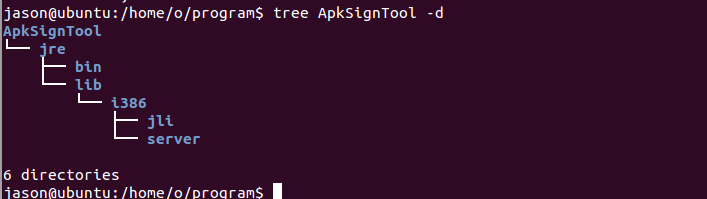 jason@ubuntu:/home/o/program$ tree ApkSignTool -d
ApkSignTool
└── jre
    ├── bin
    └── lib
        └── i386
            ├── jli
            └── server

6 directories
jason@ubuntu:/home/o/program$